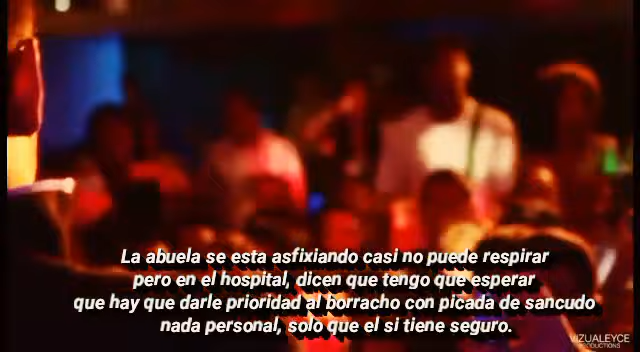 La abuela se esta asfixiando casi no puede respirar
pero en el hospital, dicen que tengo que esperar
que hay que darle prioridad al borracho con picada de sancudo
nada personal, solo que el si tiene seguro.
VIZUALEYCE
PRODUCTIONS